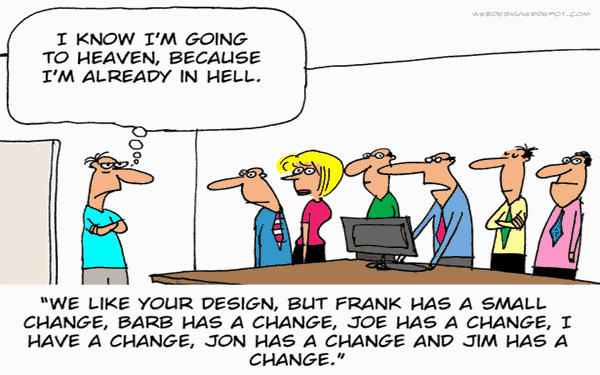 WEBDESIGNERDEPOT.COM
I KNOW I'M GOING
TO HEAVEN, BECAUSE
I'M ALREADY IN HELL.
"WE LIKE YOUR DESIGN, BUT FRANK HAS A SMALL
CHANGE, BARB HAS A CHANGE, JOE HAS A CHANGE, I
HAVE A CHANGE, JON HAS A CHANGE AND JIM HAS A
CHANGE."